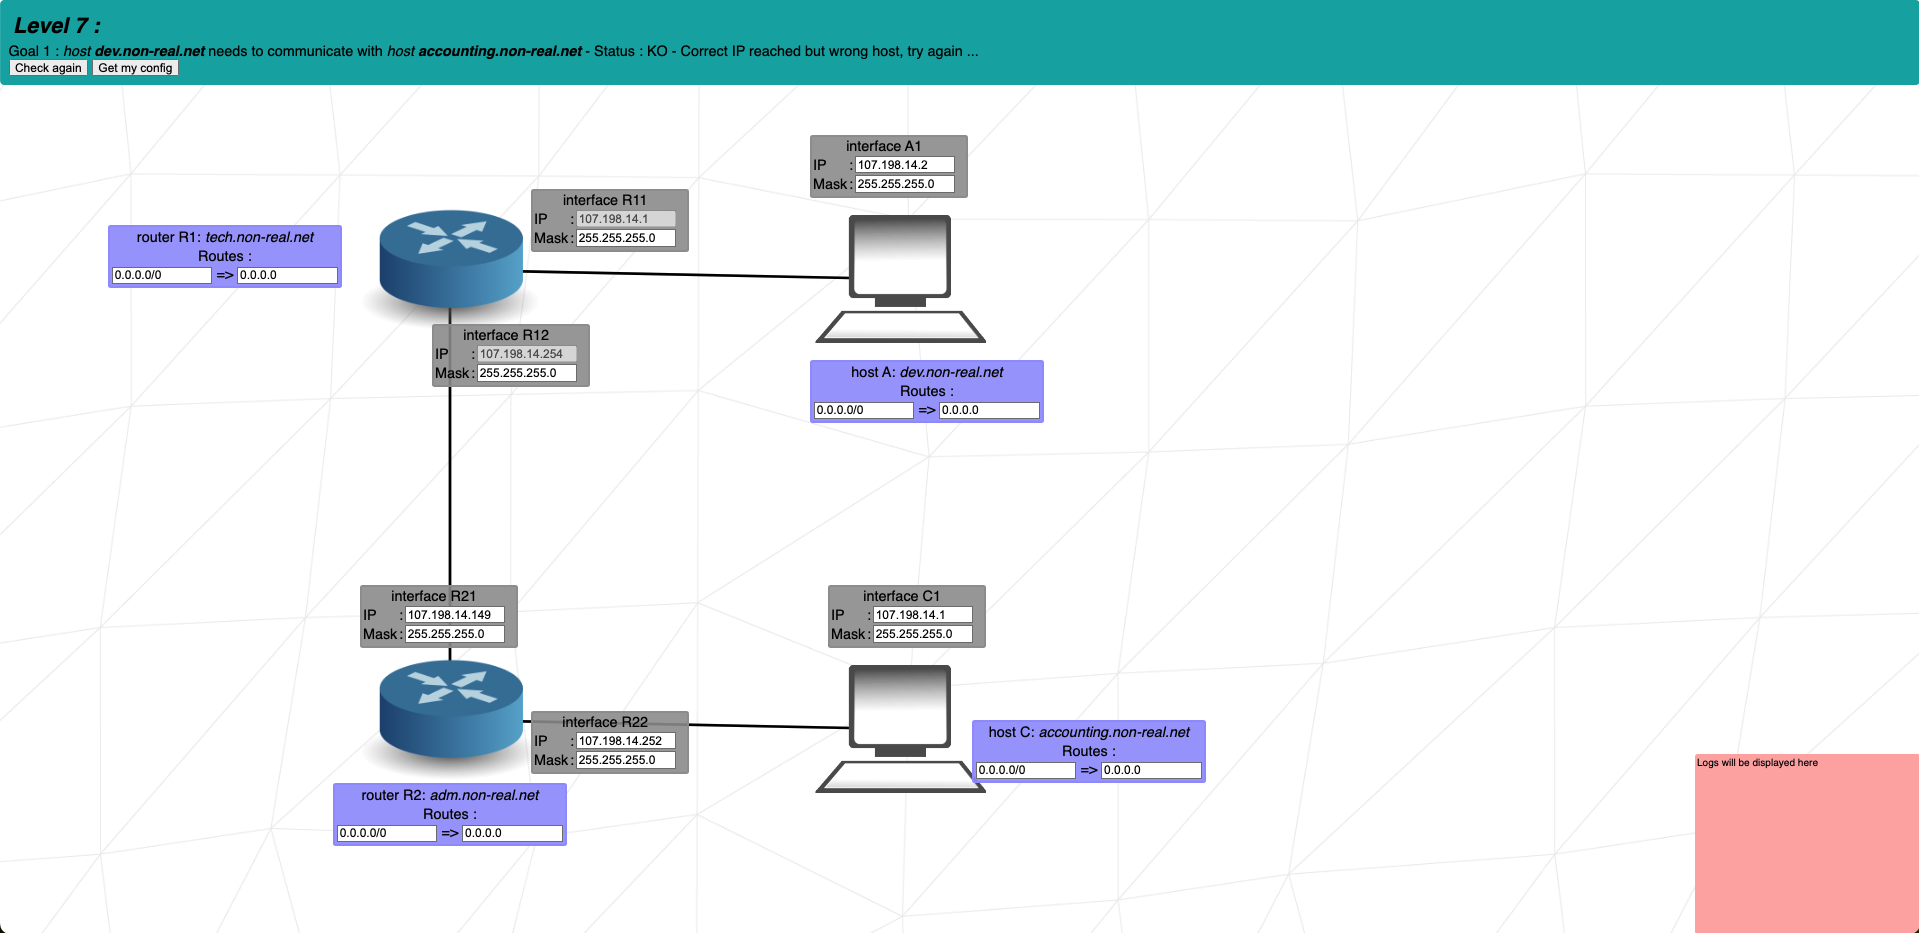 Level 7 :
Goal 1 : host dev.non-real.net needs to communicate with host accounting.non-real.net - Status : KO - Correct IP reached but wrong host, try again ...
Check again Get my config
interface A1
IP : 107.198.14.2
Mask : 255.255.255.0
interface R11
IP : 107.198.14.1
Mask : 255.255.255.0
router R1: tech.non-real.net
Routes :
0.0.0.0/0 => 0.0.0.0
interface R12
IP : 107.198.14.254
Mask : 255.255.255.0
host A: dev.non-real.net
Routes :
0.0.0.0/0 => 0.0.0.0
interface R21
IP : 107.198.14.149
Mask : 255.255.255.0
interface C1
IP : 107.198.14.1
Mask : 255.255.255.0
interface R22
IP : 107.198.14.252
Mask : 255.255.255.0
host C: accounting.non-real.net
Routes :
0.0.0.0/0 => 0.0.0.0
router R2: adm.non-real.net
Routes :
0.0.0.0/0 => 0.0.0.0
Logs will be displayed here